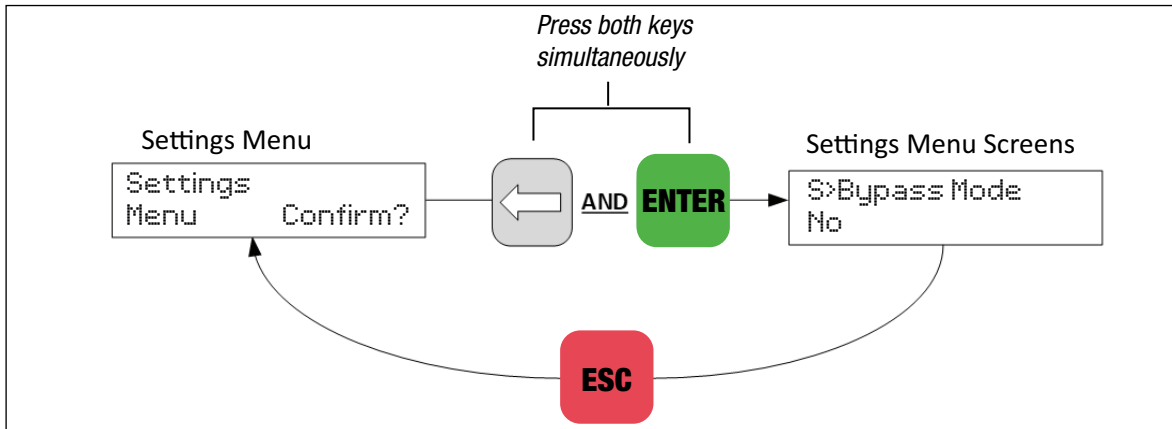 Press both keys
simultaneously
Settings Menu
Settings
Menu Confirm?
AND
ENTER
Settings Menu Screens
S>Bypass Mode
No
ESC